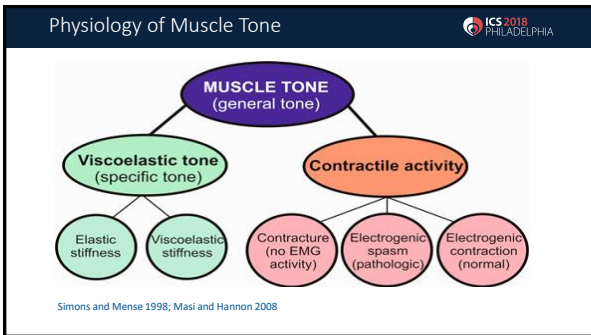 Physiology of Muscle Tone
ICS 2018
PHILADELPHIA
MUSCLE TONE
(general tone)
Viscoelastic tone
(specific tone)
Contractile activity
Elastic
stiffness
Viscoelastic
stiffness
Contracture
(no EMG
activity)
Electrogenic
spasm
(pathologic)
Electrogenic
contraction
(normal)
Simons and Mense 1998; Masi and Hannon 2008